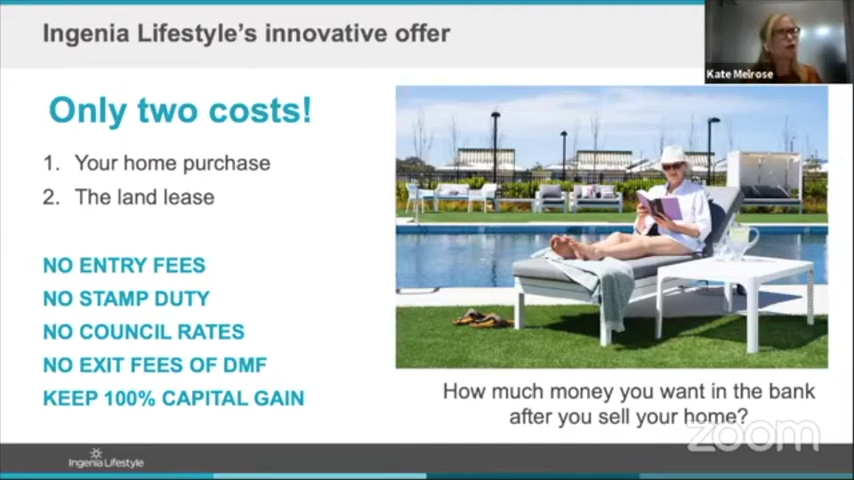 Ingenia Lifestyle's innovative offer
Kate Melrose
Only two costs!
1. Your home purchase
2. The land lease
NO ENTRY FEES
NO STAMP DUTY
NO COUNCIL RATES
NO EXIT FEES OF DMF
KEEP 100% CAPITAL GAIN
How much money you want in the bank
after you sell your home?
zoom
Ingenia Lifestyle